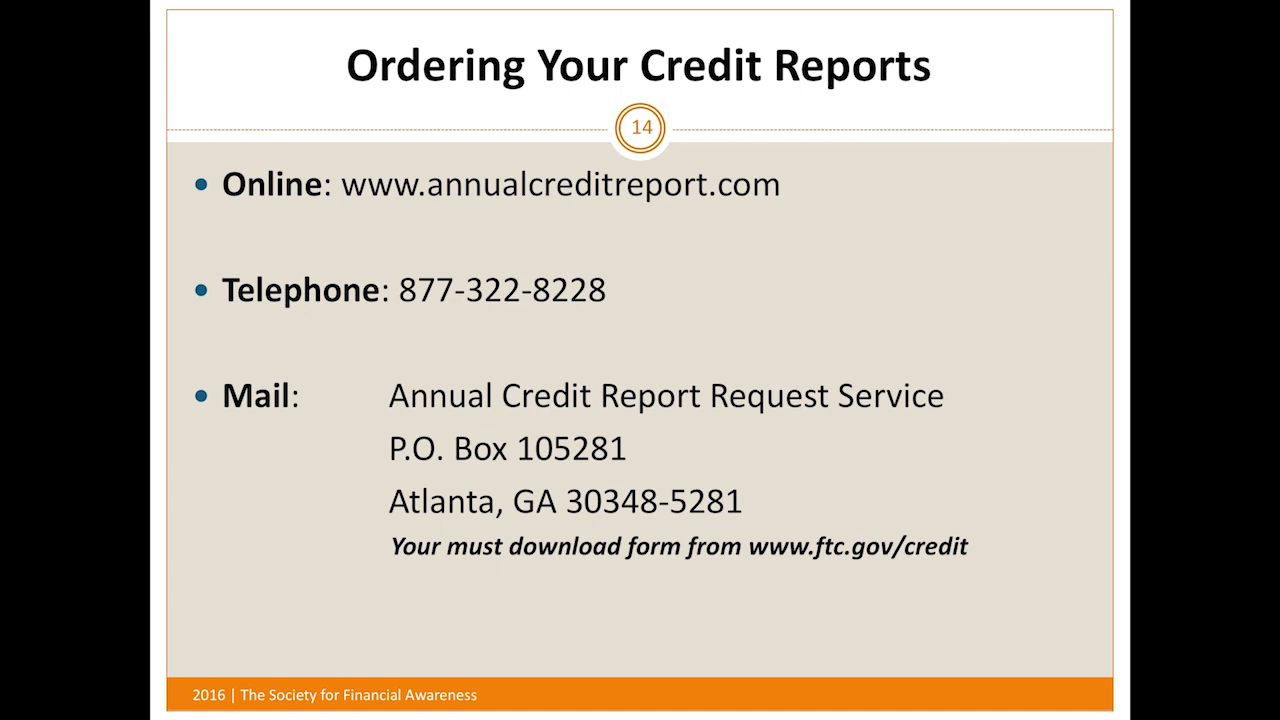 Ordering Your Credit Reports
14
• Online: www.annualcreditreport.com
• Telephone: 877-322-8228
• Mail: Annual Credit Report Request Service
P.O. Box 105281
Atlanta, GA 30348-5281
Your must download form from www.ftc.gov/credit
2016 | The Society for Financial Awareness